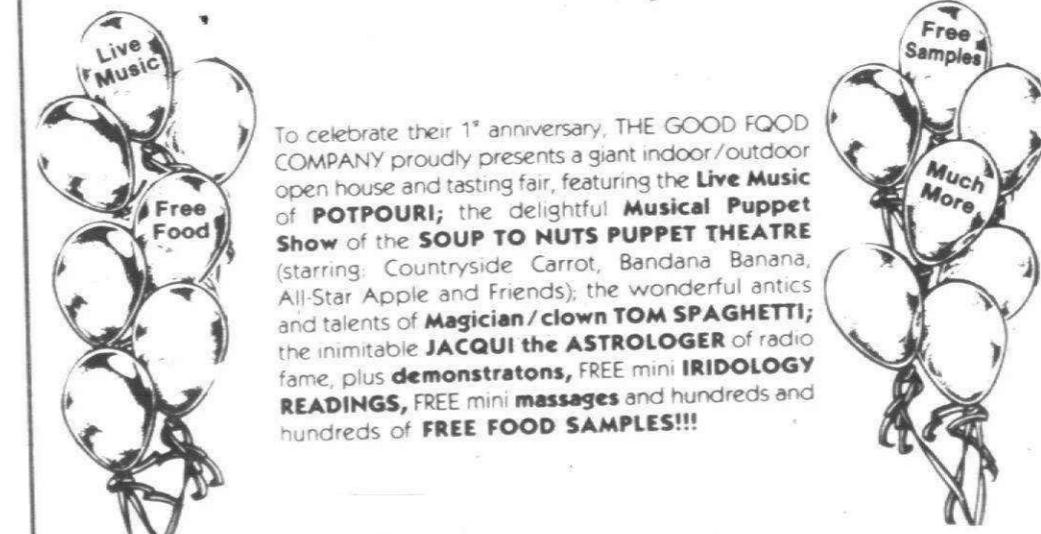 Live
Music
Free
Food
To celebrate their 1st anniversary, THE GOOD FOOD
COMPANY proudly presents a giant indoor/outdoor
open house and tasting fair, featuring the Live Music
of POTPOURI; the delightful Musical Puppet
Show of the SOUP TO NUTS PUPPET THEATRE
(starring: Countryside Carrot, Bandana Banana,
All-Star Apple and Friends); the wonderful antics
and talents of Magician/clown TOM SPAGHETTI;
the inimitable JACQUI the ASTROLOGER of radio
fame, plus demonstratons, FREE mini IRIDOLOGY
READINGS, FREE mini massages and hundreds and
hundreds of FREE FOOD SAMPLES!!!
Free
Samples
Much
More